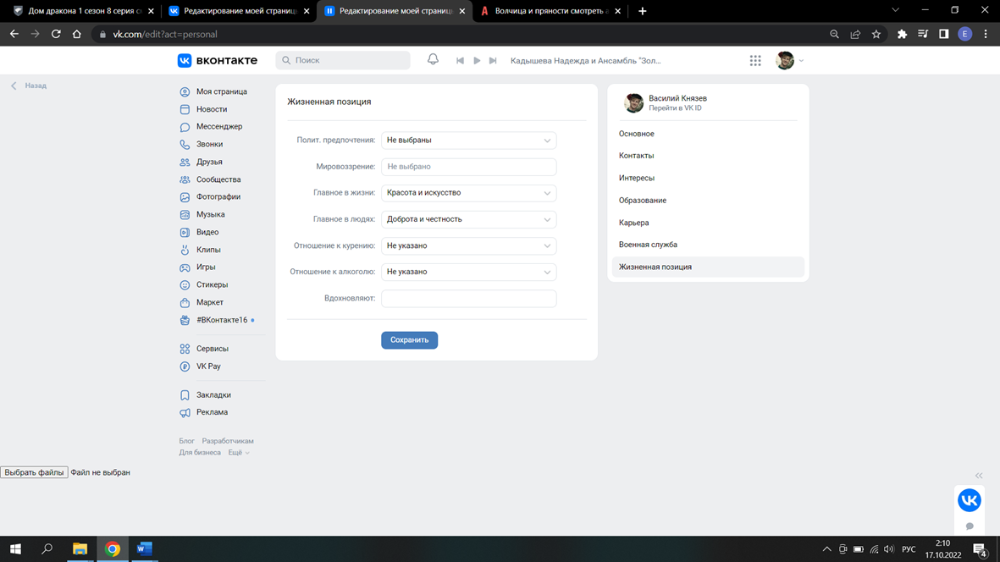 Дом дракона 1 сезон 8 серия с
Редактирование моей страниц
Редактирование моей страниц
Волчица и пряности смотреть а
vk.com/edit?act=personal
E
вконтакте
Поиск
Кадышева Надежда и Ансамбль "Зол...
Назад
Моя страница
Новости
Мессенджер
Звонки
Друзья
Сообщества
Фотографии
Музыка
Видео
Клипы
Игры
Стикеры
Маркет
#ВКонтакте16
Сервисы
VK Pay
Закладки
Реклама
Блог Разработчикам
Для бизнеса Ещё
Жизненная позиция
Полит. предпочтения: Не выбраны
Мировоззрение: Не выбрано
Главное в жизни: Красота и искусство
Главное в людях: Доброта и честность
Отношение к курению: Не указано
Отношение к алкоголю: Не указано
Вдохновляют:
Сохранить
Василий Князев
Перейти в VK ID
Основное
Контакты
Интересы
Образование
Карьера
Военная служба
Жизненная позиция
Выбрать файлы Файл не выбран
РУС
2:10
17.10.2022
4